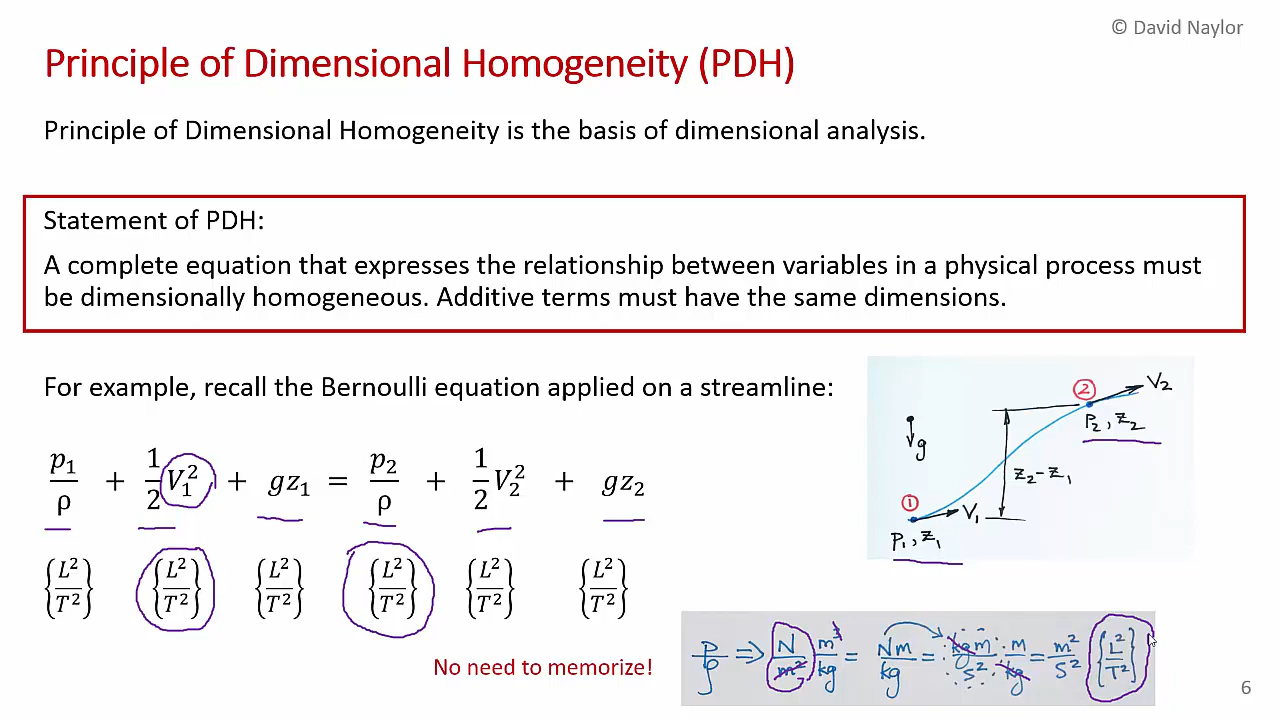 © David Naylor
Principle of Dimensional Homogeneity (PDH)
Principle of Dimensional Homogeneity is the basis of dimensional analysis.
Statement of PDH:
A complete equation that expresses the relationship between variables in a physical process must
be dimensionally homogeneous. Additive terms must have the same dimensions.
For example, recall the Bernoulli equation applied on a streamline:
p₁/ρ + 1/2 V₁² + gz₁ = p₂/ρ + 1/2 V₂² + gz₂
{L²/T²} {L²/T²} {L²/T²} {L²/T²} {L²/T²} {L²/T²}
② V₂
P₂, z₂
g
z₂-z₁
① V₁
P₁, z₁
P/ρ ⇒ N/m² m³/kg = Nm/kg = kg m/s² · m/kg = m²/s² {L²/T²}
No need to memorize!
6